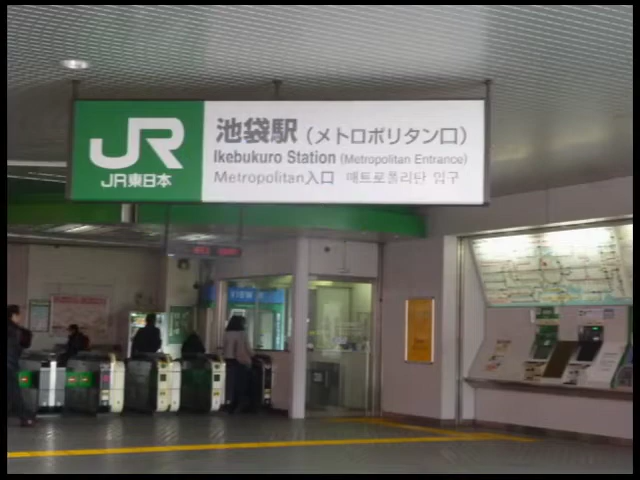 JR
JR東日本
池袋駅(メトロポリタン口)
Ikebukuro Station (Metropolitan Entrance)
Metropolitan入口 메트로폴리탄 입구